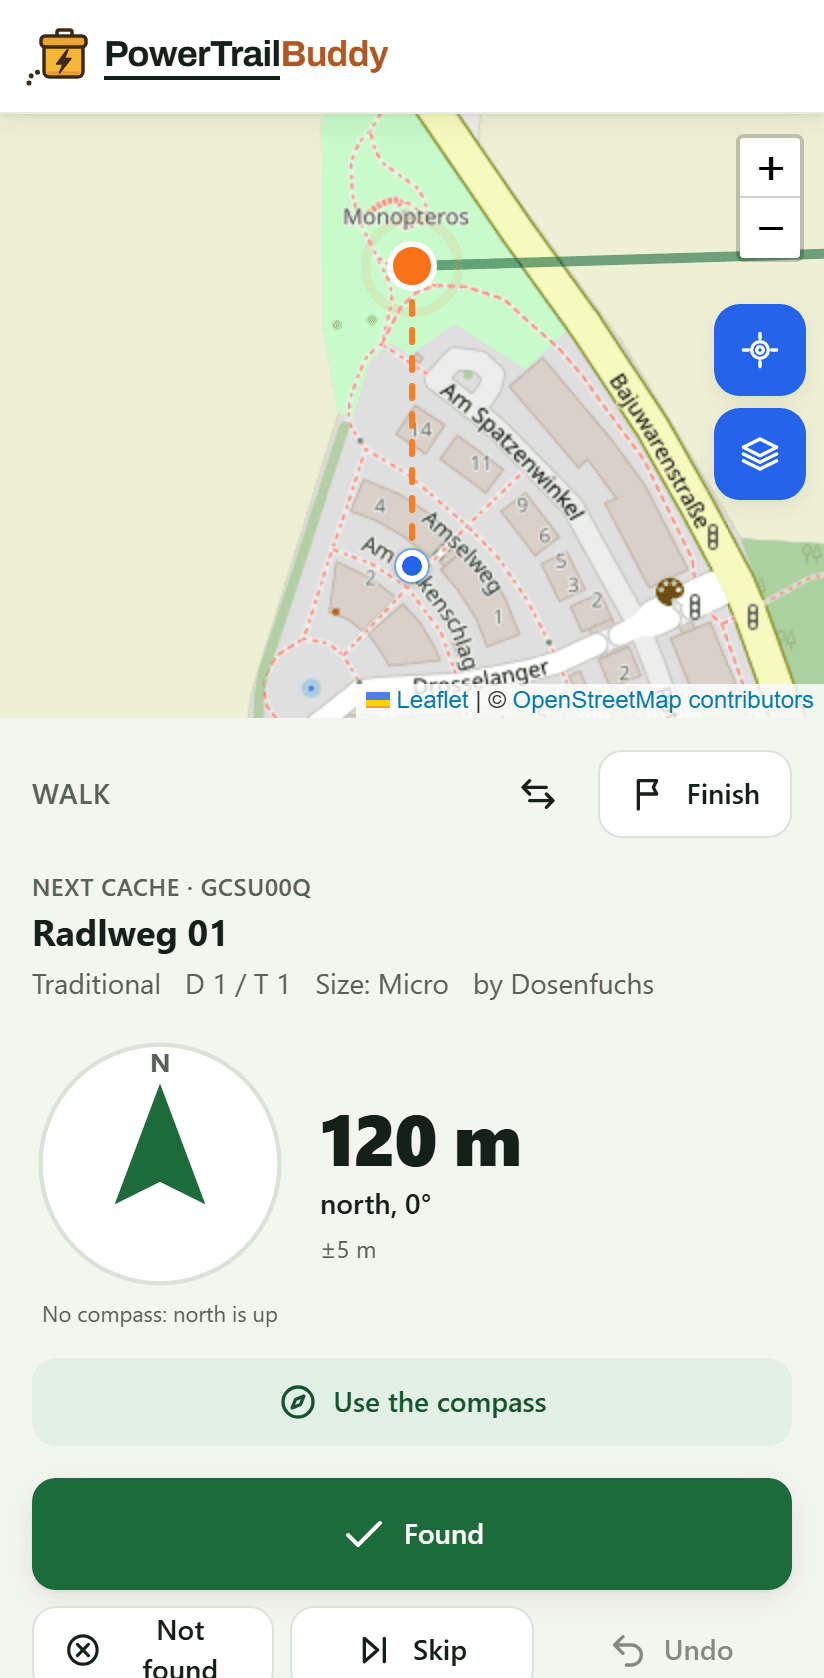 PowerTrailBuddy
Monopteros
+
−
Am Spatzenwinkel
Bajuwarenstraße
14
11
4
9
Amselweg
6
Am
5
3
2
2
kenschlag
1
2
Drosselanger
Leaflet | © OpenStreetMap contributors
WALK
Finish
NEXT CACHE · GCSU00Q
Radlweg 01
Traditional D 1 / T 1 Size: Micro by Dosenfuchs
N
120 m
north, 0°
±5 m
No compass: north is up
Use the compass
Found
Not
found
Skip
Undo